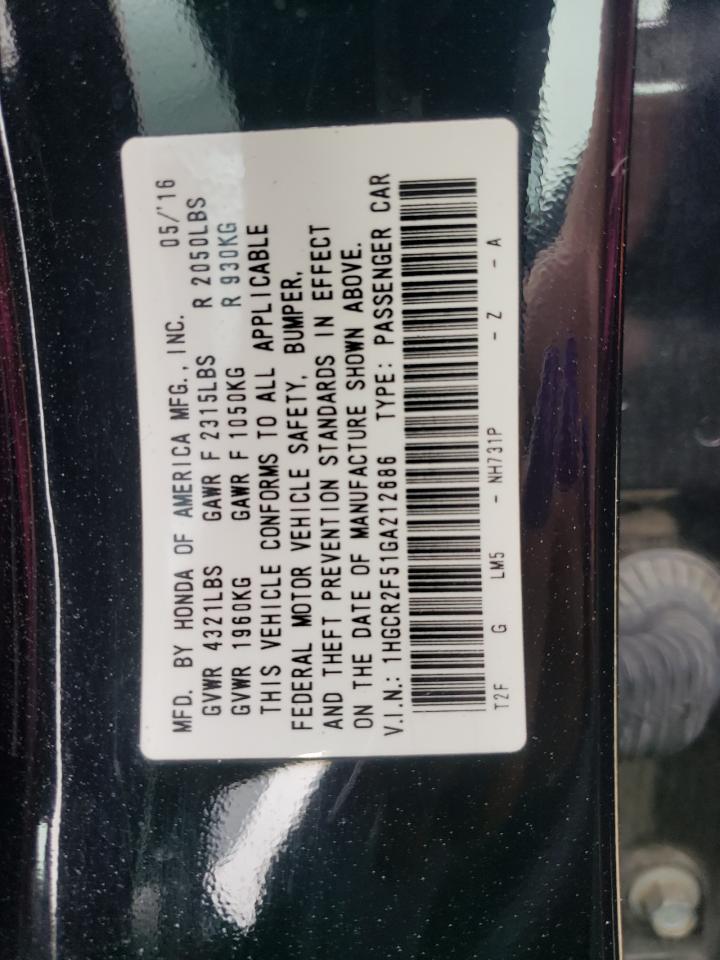 MFD. BY HONDA OF AMERICA MFG., INC. 05/'16
GVWR 4321LBS GAWR F 2315LBS R 2050LBS
GVWR 1960KG GAWR F 1050KG R 930KG
THIS VEHICLE CONFORMS TO ALL APPLICABLE
FEDERAL MOTOR VEHICLE SAFETY, BUMPER,
AND THEFT PREVENTION STANDARDS IN EFFECT
ON THE DATE OF MANUFACTURE SHOWN ABOVE.
V.I.N.: 1HGCR2F51GA212686 TYPE: PASSENGER CAR
T2F G LM5 - NH731P - Z - A